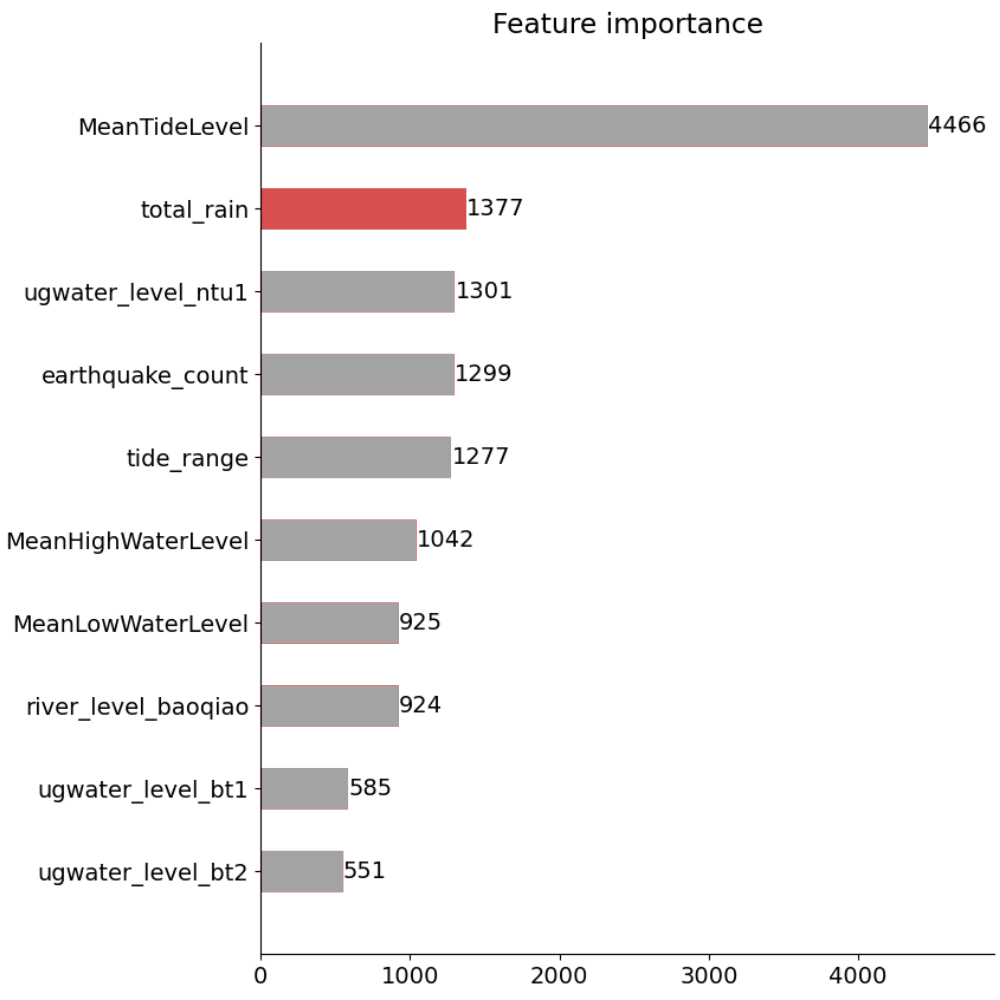 Feature importance
MeanTideLevel 4466
total_rain 1377
ugwater_level_ntu1 1301
earthquake_count 1299
tide_range 1277
MeanHighWaterLevel 1042
MeanLowWaterLevel 925
river_level_baoqiao 924
ugwater_level_bt1 585
ugwater_level_bt2 551
0 1000 2000 3000 4000